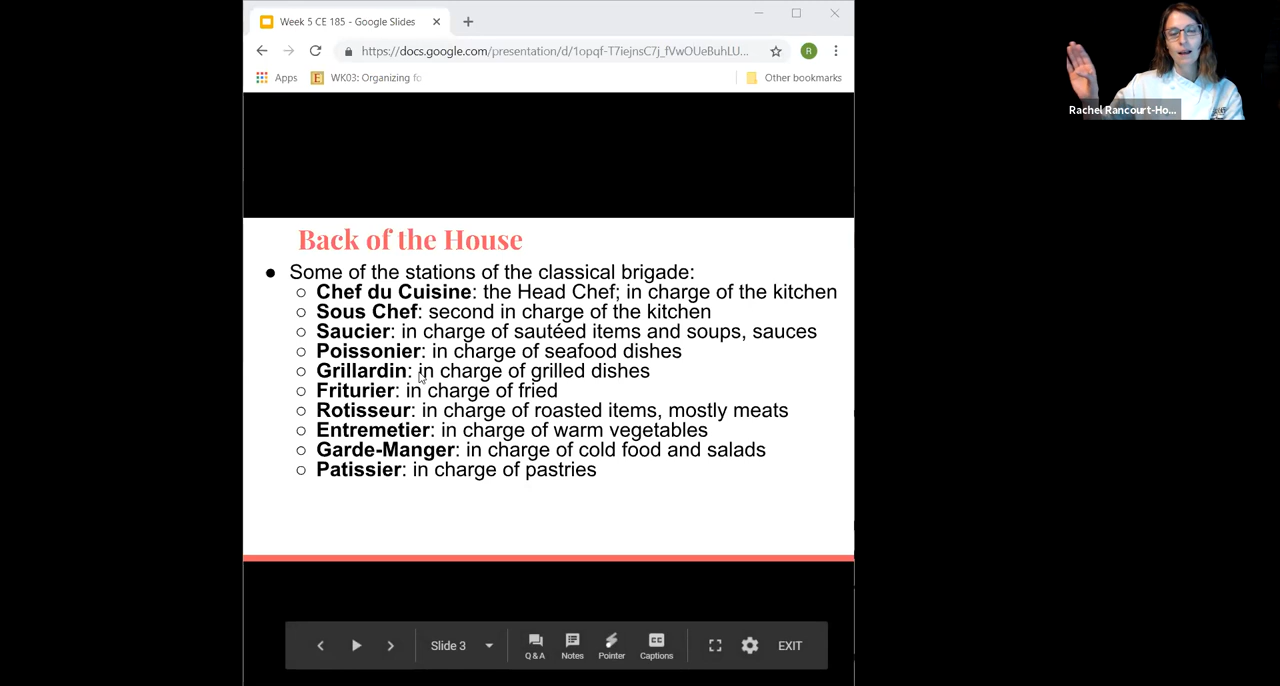 Week 5 CE 185 - Google Slides
https://docs.google.com/presentation/d/1opqf-T7iejnsC7j_fVwOUeBuhLU...
R
Apps
E
WK03: Organizing fo
Other bookmarks
Rachel Rancourt-Ho...
Back of the House
● Some of the stations of the classical brigade:
○ Chef du Cuisine: the Head Chef; in charge of the kitchen
○ Sous Chef: second in charge of the kitchen
○ Saucier: in charge of sautéed items and soups, sauces
○ Poissonier: in charge of seafood dishes
○ Grillardin: in charge of grilled dishes
○ Friturier: in charge of fried
○ Rotisseur: in charge of roasted items, mostly meats
○ Entremetier: in charge of warm vegetables
○ Garde-Manger: in charge of cold food and salads
○ Patissier: in charge of pastries
Slide 3
Q & A
Notes
Pointer
CC
Captions
EXIT